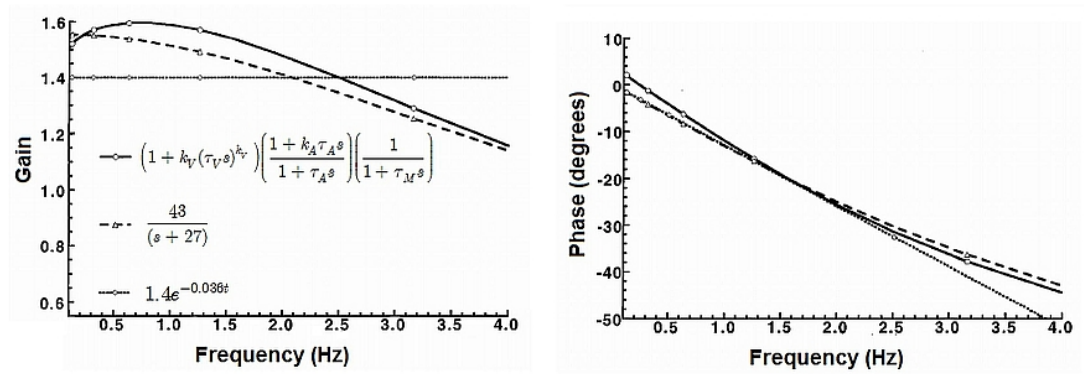 1.6
1.4
1.2
1.0
0.8
0.6
Gain
(1 + k_V(τ_V s)^{k_v})((1 + k_A τ_A s)/(1 + τ_A s))(1/(1 + τ_M s))
43/(s + 27)
1.4e^{-0.036t}
0.5 1.0 1.5 2.0 2.5 3.0 3.5 4.0
Frequency (Hz)
10
0
-10
-20
-30
-40
-50
Phase (degrees)
0.5 1.0 1.5 2.0 2.5 3.0 3.5 4.0
Frequency (Hz)